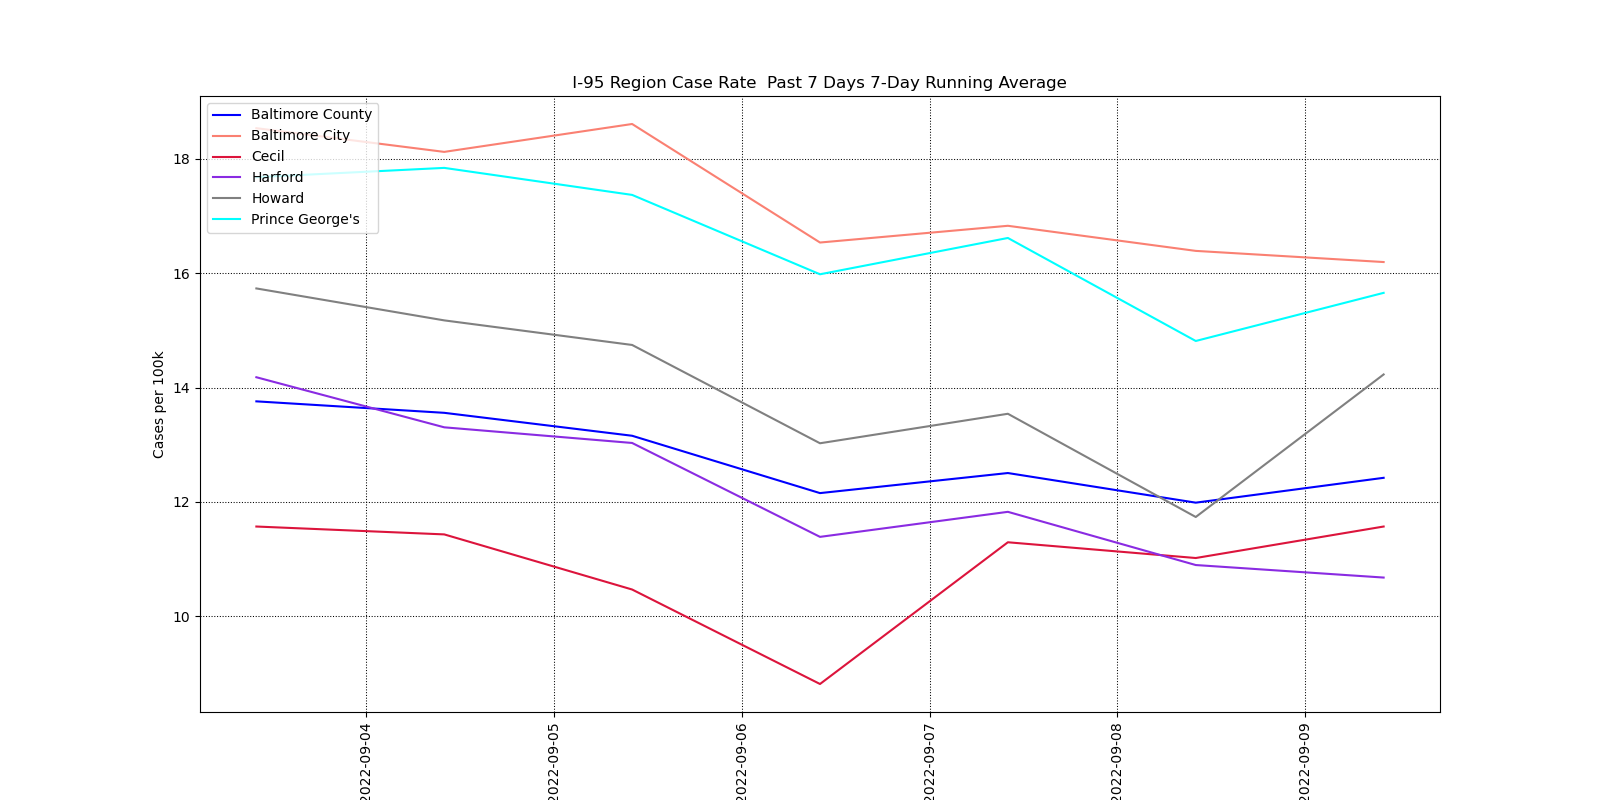 I-95 Region Case Rate  Past 7 Days 7-Day Running Average
Baltimore County
Baltimore City
Cecil
Harford
Howard
Prince George's
18
16
14
12
10
Cases per 100k
2022-09-04
2022-09-05
2022-09-06
2022-09-07
2022-09-08
2022-09-09